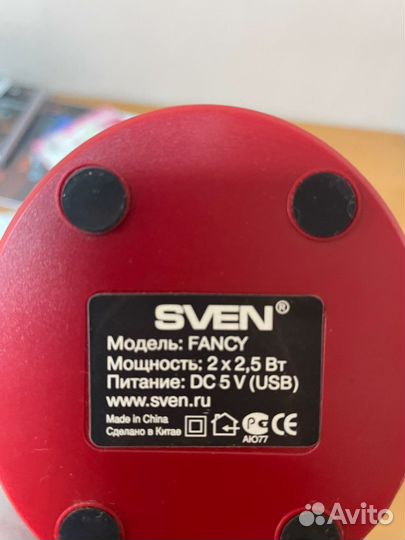 SVEN®
Модель: FANCY
Мощность: 2 x 2,5 Вт
Питание: DC 5 V (USB)
www.sven.ru
Made in China
Сделано в Китае
АЮ77
CE
Avito